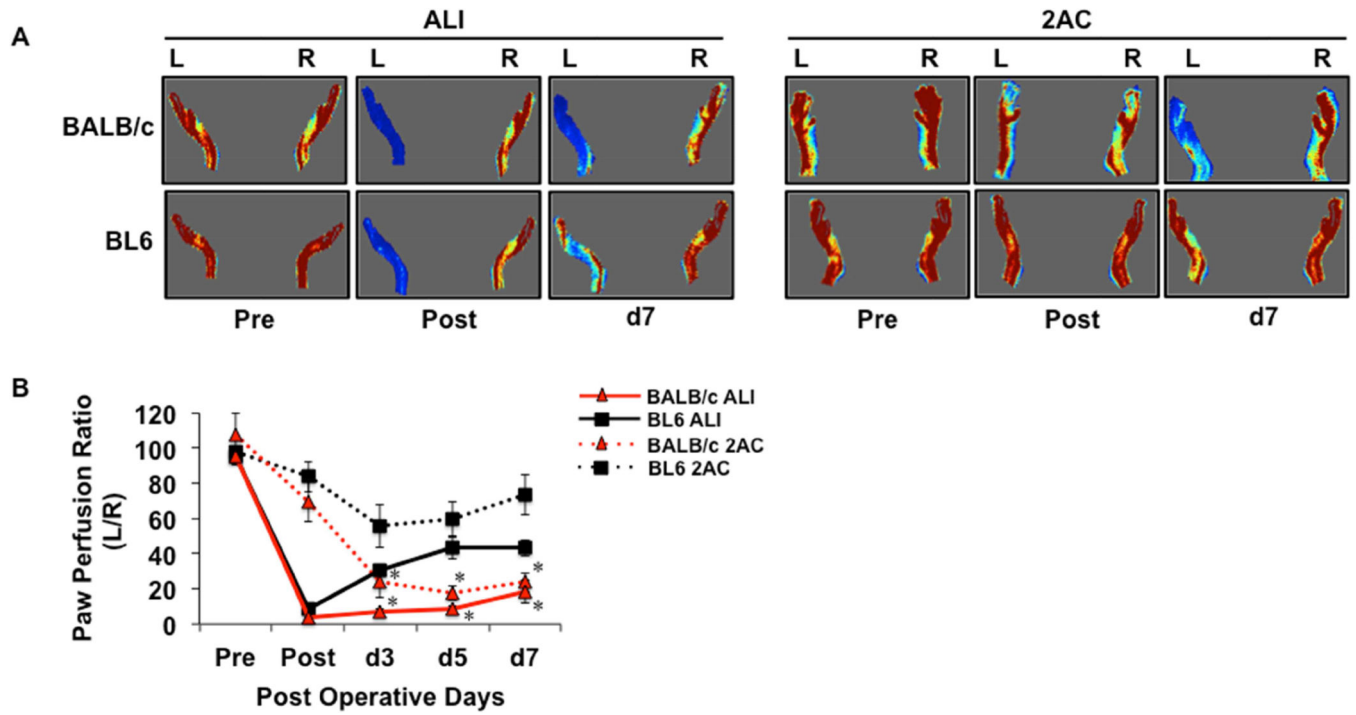 A
ALI
2AC
L R L R L R L R L R L R
BALB/c
BL6
Pre Post d7 Pre Post d7
B
Paw Perfusion Ratio
(L/R)
120
100
80
60
40
20
0
* * * * * *
Pre Post d3 d5 d7
Post Operative Days
BALB/c ALI
BL6 ALI
BALB/c 2AC
BL6 2AC